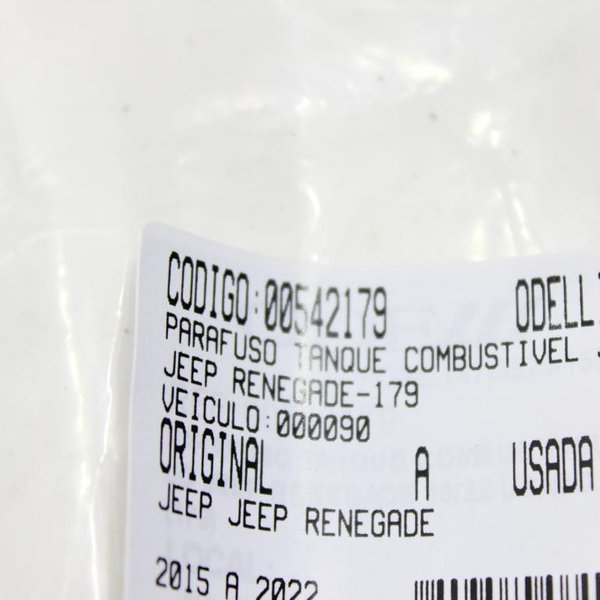 CODIGO:00542179 ODELL
PARAFUSO TANQUE COMBUSTIVEL
JEEP RENEGADE-179
VEICULO:000090
ORIGINAL A USADA
JEEP JEEP RENEGADE
2015 A 2022